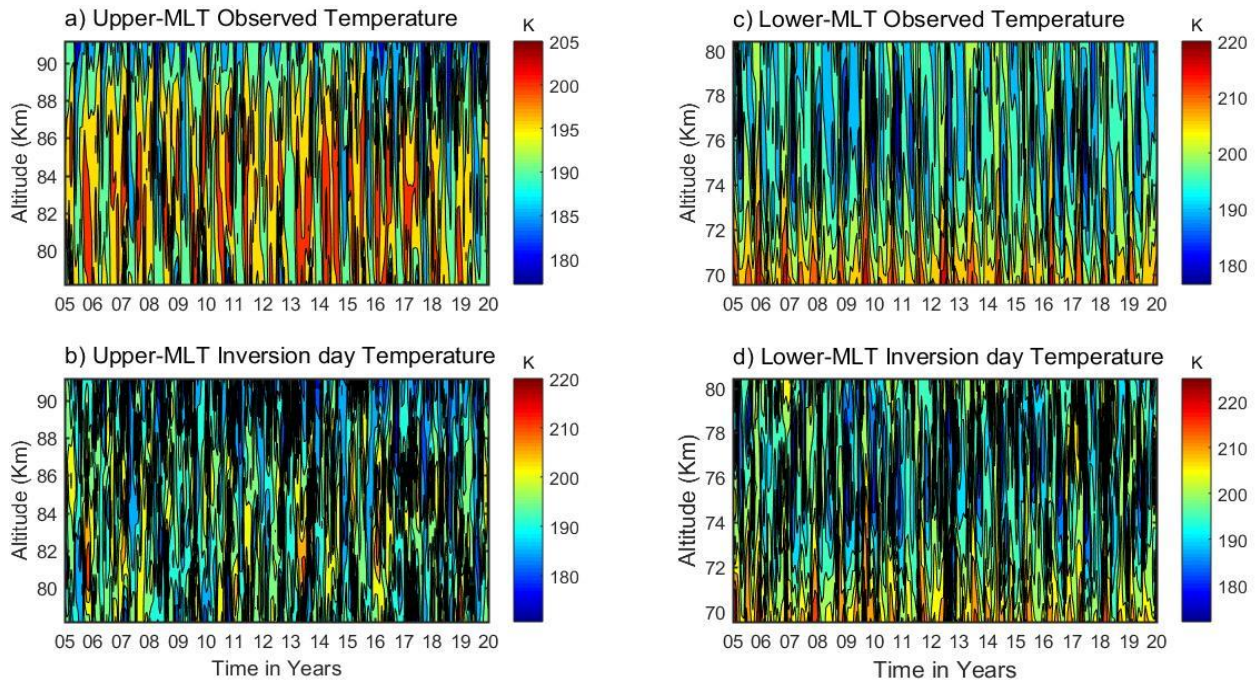 a) Upper-MLT Observed Temperature
K
205
200
195
190
185
180
90
88
86
84
82
80
Altitude (Km)
05 06 07 08 09 10 11 12 13 14 15 16 17 18 19 20
b) Upper-MLT Inversion day Temperature
K
220
210
200
190
180
90
88
86
84
82
80
Altitude (Km)
05 06 07 08 09 10 11 12 13 14 15 16 17 18 19 20
Time in Years
c) Lower-MLT Observed Temperature
K
220
210
200
190
180
80
78
76
74
72
70
Altitude (Km)
05 06 07 08 09 10 11 12 13 14 15 16 17 18 19 20
d) Lower-MLT Inversion day Temperature
K
220
210
200
190
180
80
78
76
74
72
70
Altitude (Km)
05 06 07 08 09 10 11 12 13 14 15 16 17 18 19 20
Time in Years